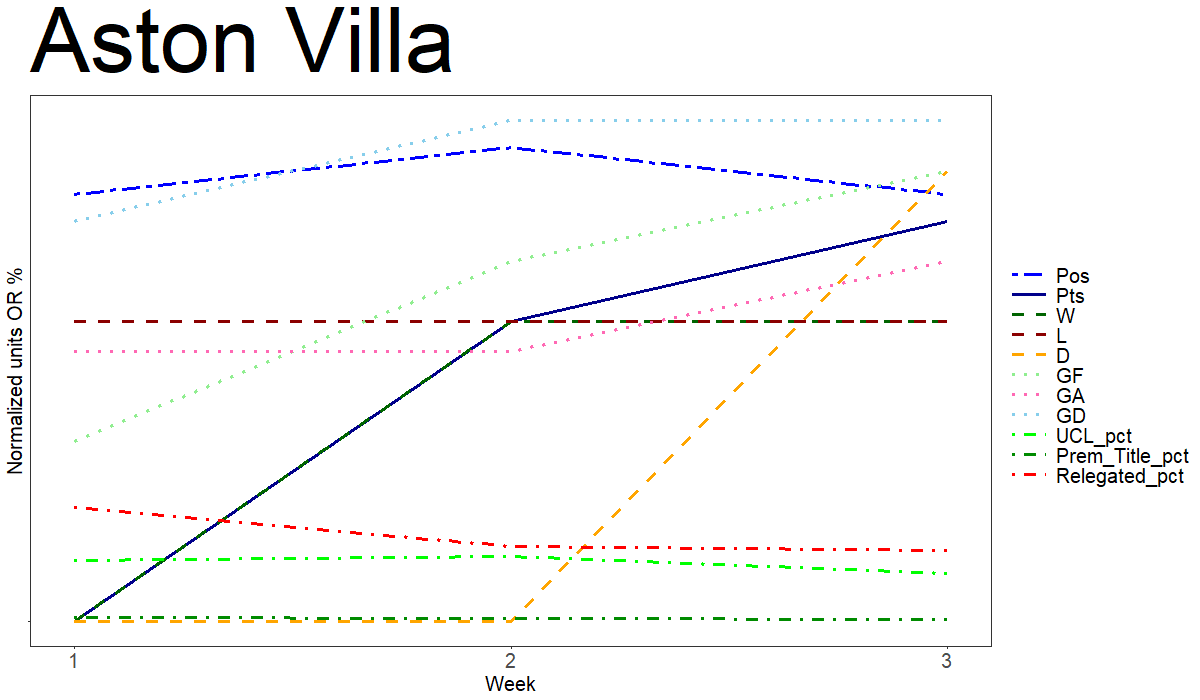 Aston Villa
Normalized units OR %
Pos
Pts
W
L
D
GF
GA
GD
UCL_pct
Prem_Title_pct
Relegated_pct
1
2
3
Week